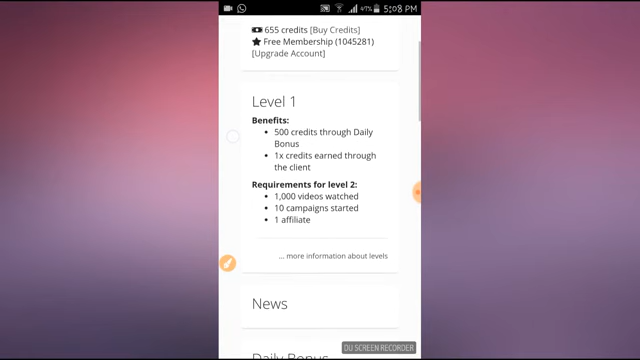 47% 5:08 PM
655 credits [Buy Credits]
Free Membership (1045281)
[Upgrade Account]
Level 1
Benefits:
500 credits through Daily
Bonus
1x credits earned through
the client
Requirements for level 2:
1,000 videos watched
10 campaigns started
1 affiliate
... more information about levels
News
Daily Bonus
DU SCREEN RECORDER